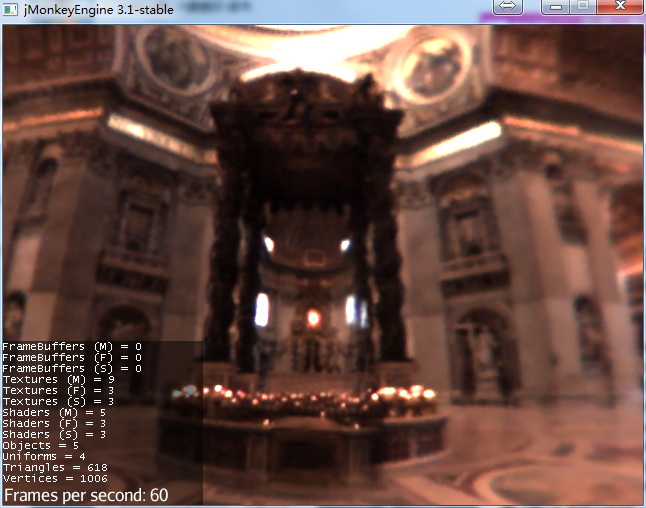 jMonkeyEngine 3.1-stable
FrameBuffers (M) = 0
FrameBuffers (F) = 0
FrameBuffers (S) = 0
Textures (M) = 9
Textures (F) = 3
Textures (S) = 3
Shaders (M) = 5
Shaders (F) = 3
Shaders (S) = 3
Objects = 5
Uniforms = 4
Triangles = 618
Vertices = 1006
Frames per second: 60